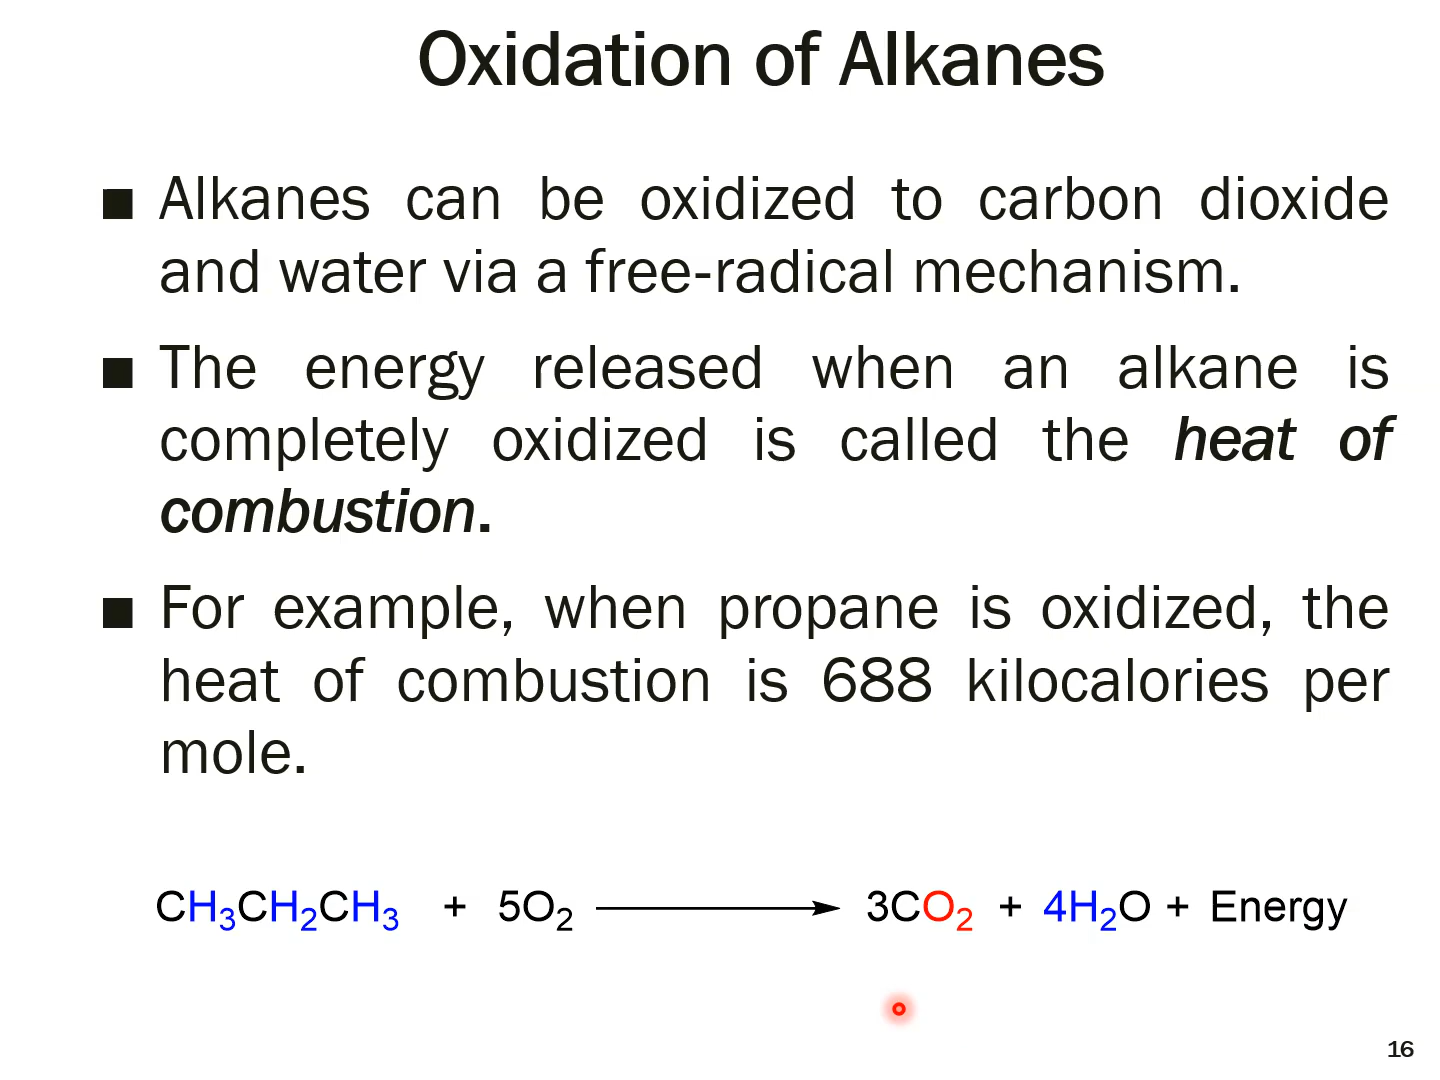 Oxidation of Alkanes
■ Alkanes can be oxidized to carbon dioxide
and water via a free-radical mechanism.
■ The energy released when an alkane is
completely oxidized is called the heat of
combustion.
■ For example, when propane is oxidized, the
heat of combustion is 688 kilocalories per
mole.
CH₃CH₂CH₃ + 5O₂ ⟶ 3CO₂ + 4H₂O + Energy
16